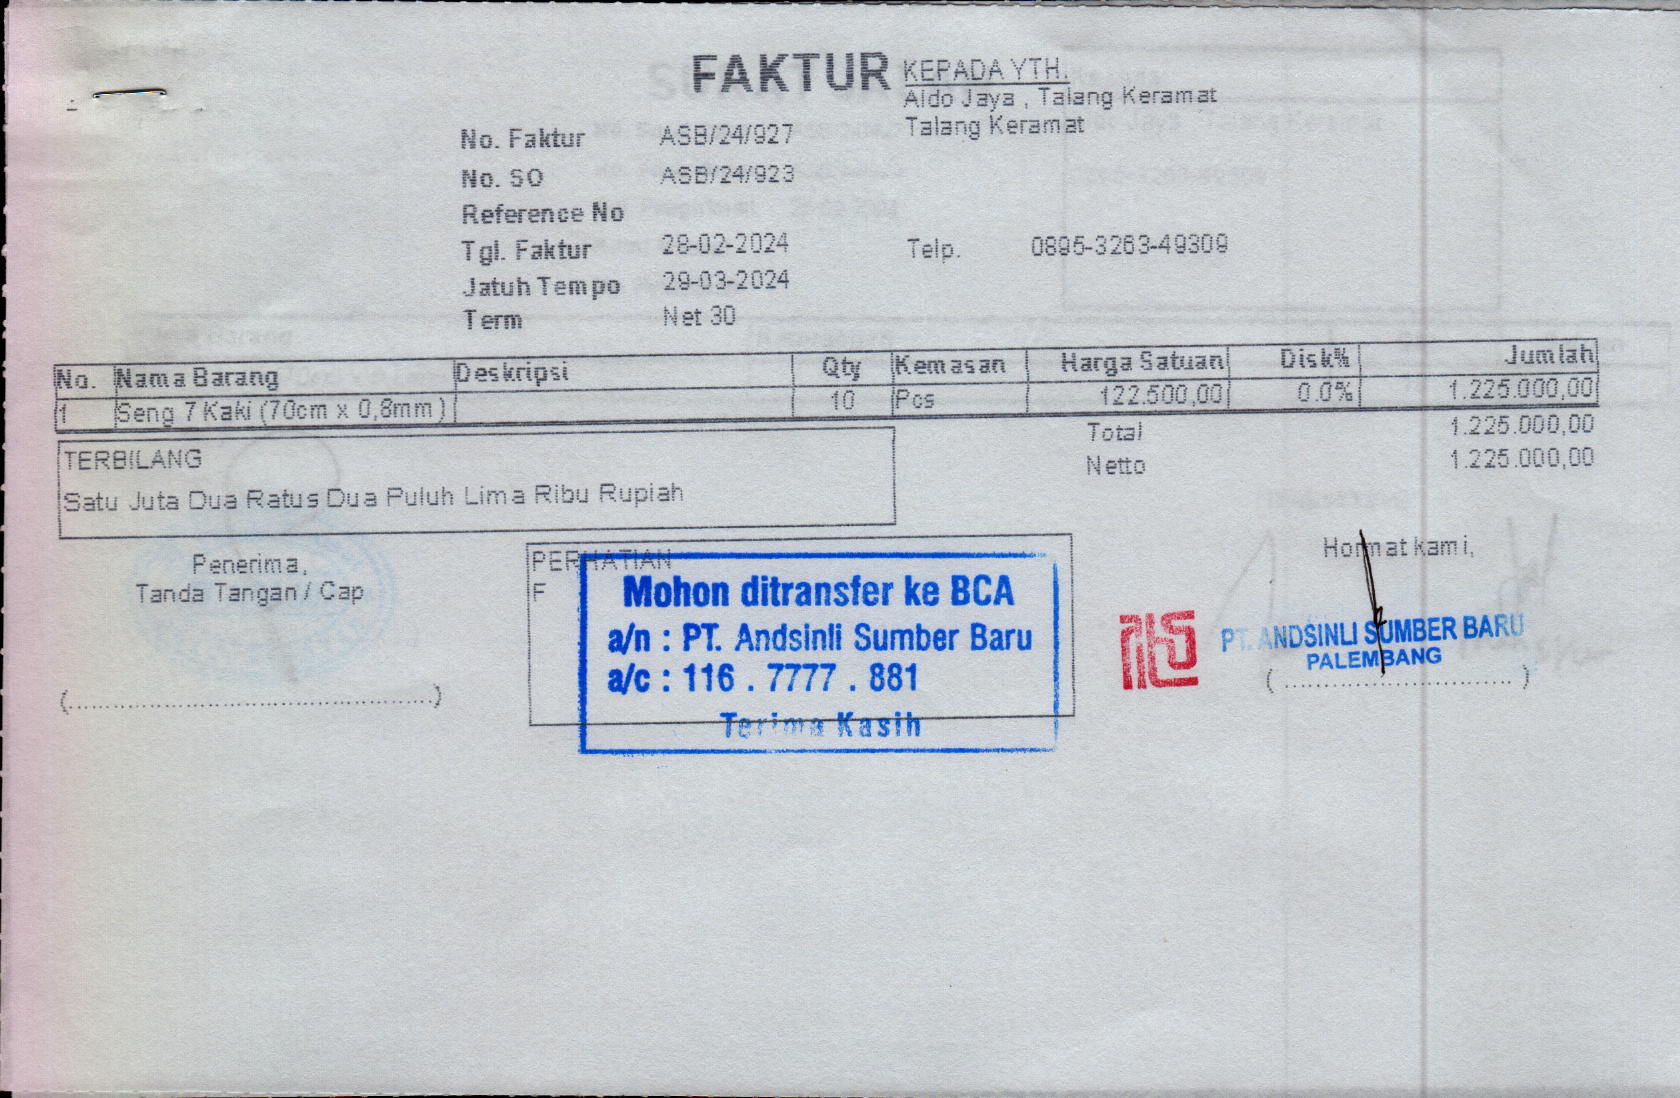 FAKTUR
KEPADA YTH.
Aldo Jaya , Talang Keramat
Talang Keramat
No. Faktur ASB/24/927
No. SO ASB/24/923
Reference No
Tgl. Faktur 28-02-2024 Telp. 0895-3263-49309
Jatuh Tempo 29-03-2024
Term Net 30
No. Nama Barang Deskripsi Qty Kemasan Harga Satuan Disk% Jumlah
1 Seng 7 Kaki (70cm x 0,8mm) 10 Pcs 122.500,00 0.0% 1.225.000,00
Total 1.225.000,00
Netto 1.225.000,00
TERBILANG
Satu Juta Dua Ratus Dua Puluh Lima Ribu Rupiah
Penerima,
Tanda Tangan / Cap
(........................................................)
PERHATIAN
F
Mohon ditransfer ke BCA
a/n : PT. Andsinli Sumber Baru
a/c : 116 . 7777 . 881
Terima Kasih
Hormat kami,
PT. ANDSINLI SUMBER BARU
PALEMBANG
( .................................... )